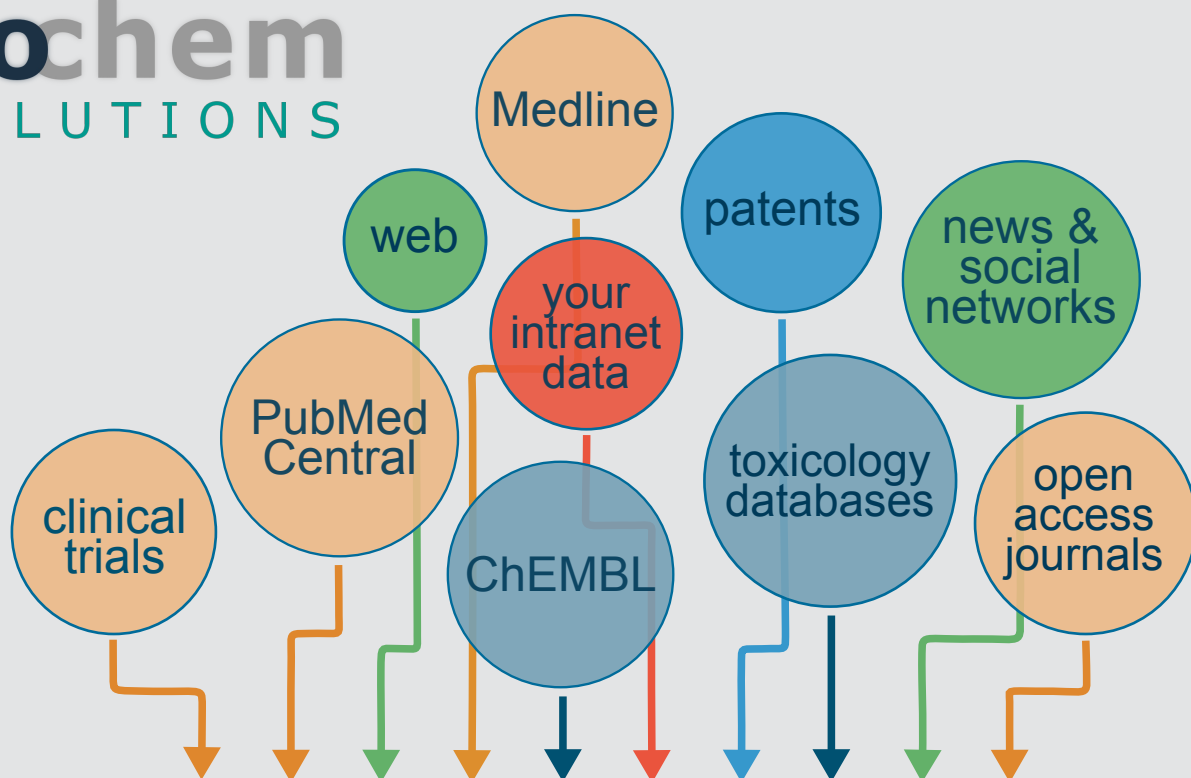 ochem
LUTIONS
Medline
patents
web
news &
social
networks
your
intranet
data
PubMed
Central
toxicology
databases
open
access
journals
clinical
trials
ChEMBL